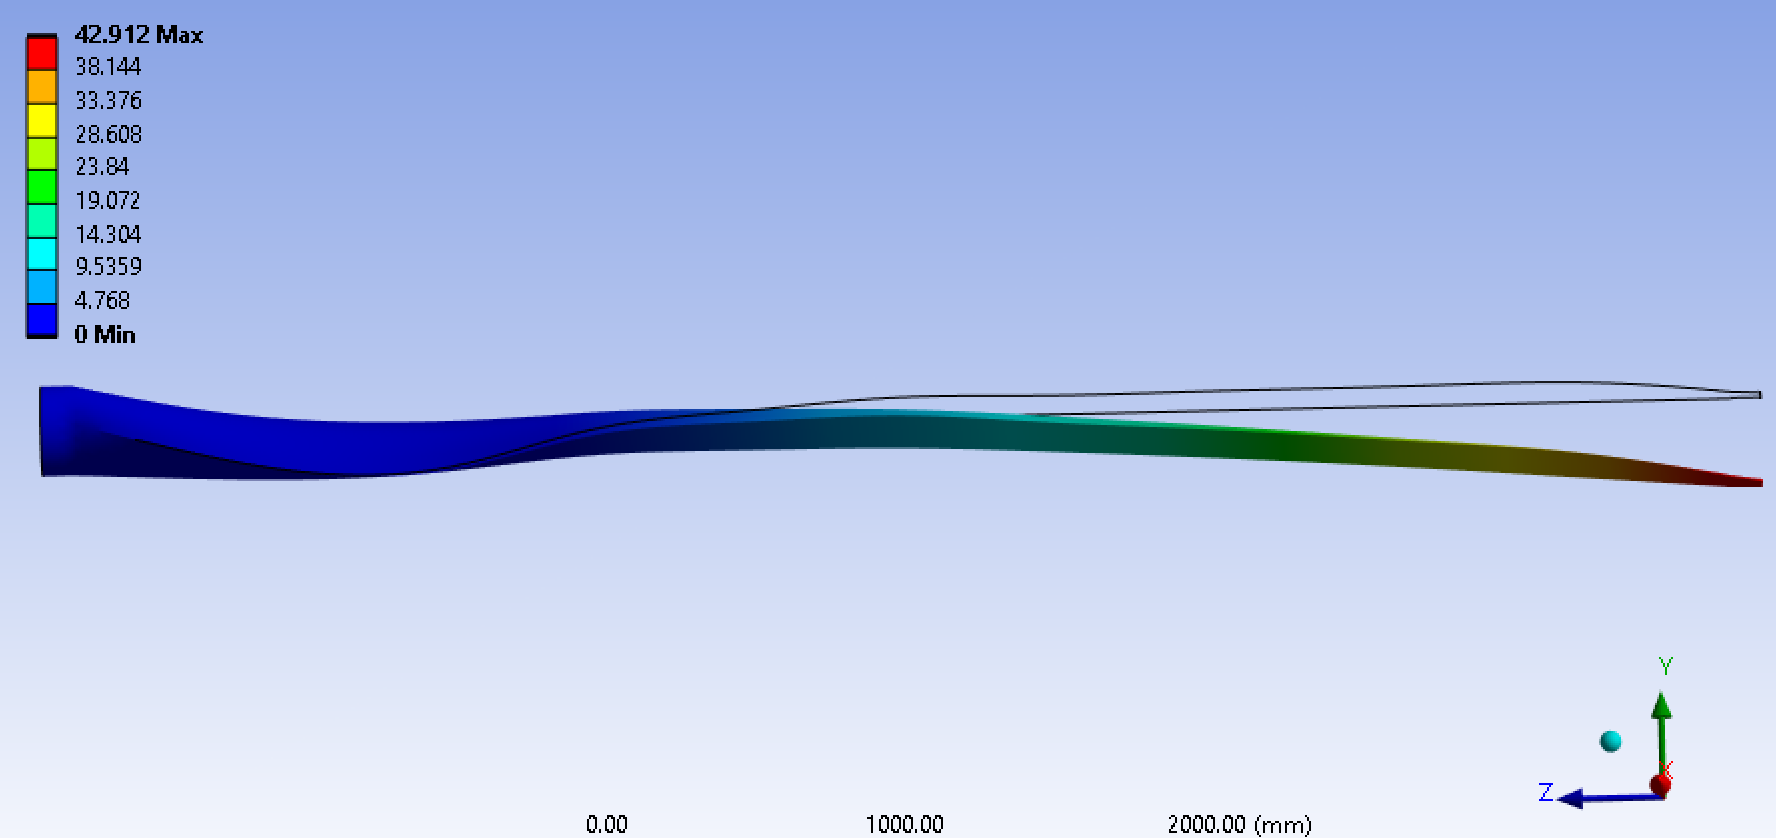 42.912 Max
38.144
33.376
28.608
23.84
19.072
14.304
9.5359
4.768
0 Min
Y
X
Z
0.00 1000.00 2000.00 (mm)